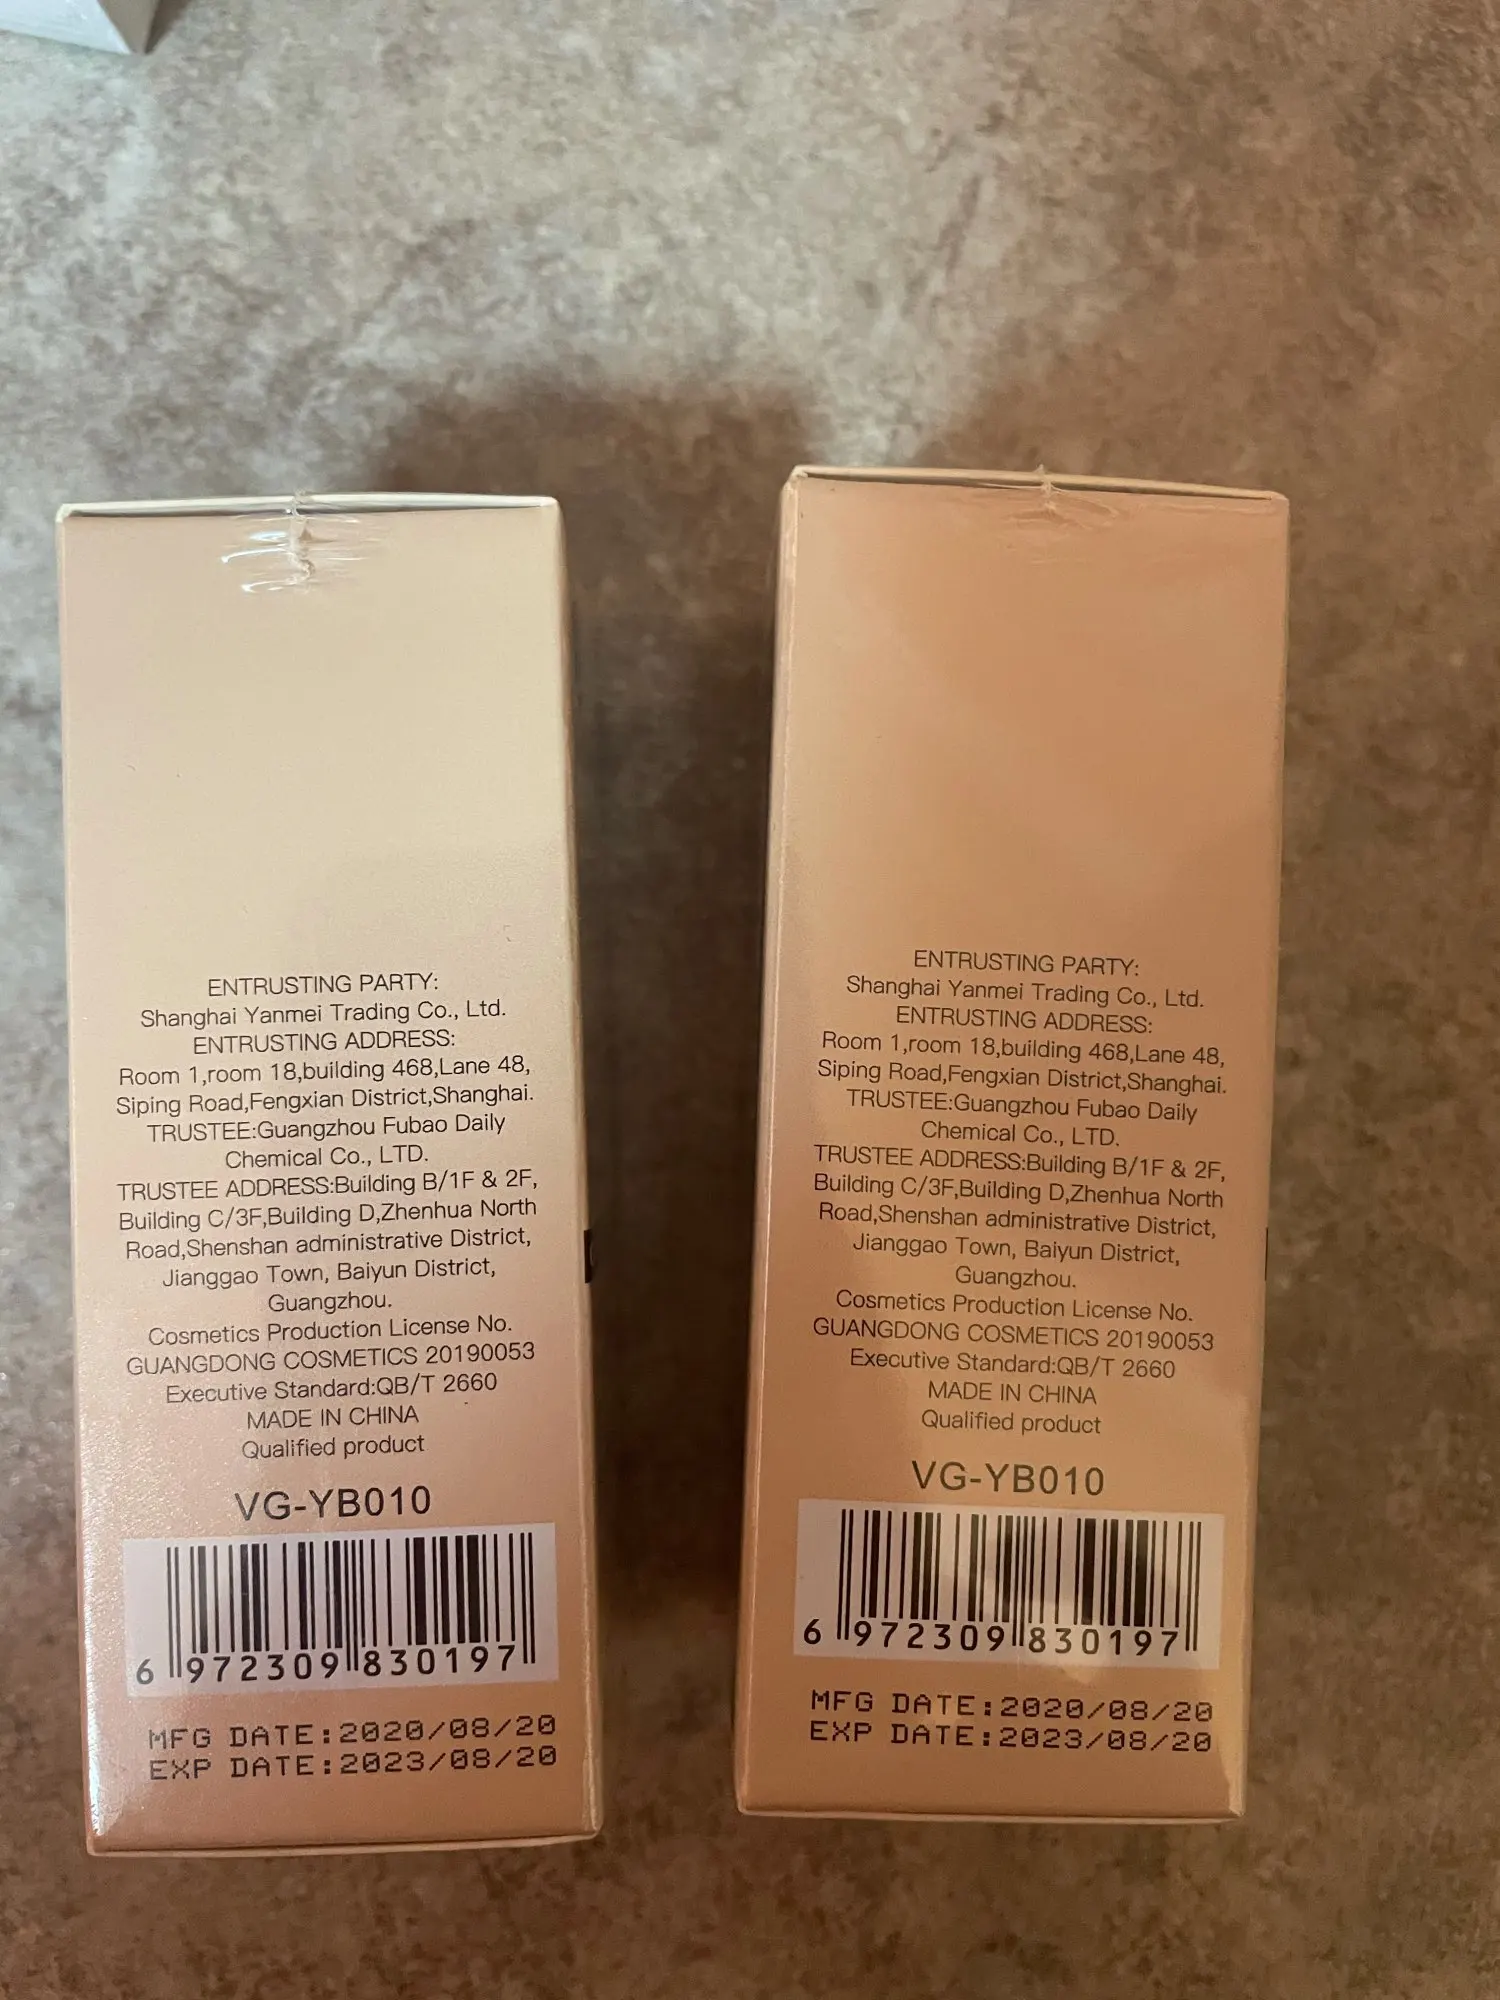 ENTRUSTING PARTY:
Shanghai Yanmei Trading Co., Ltd.
ENTRUSTING ADDRESS:
Room 1,room 18,building 468,Lane 48,
Siping Road,Fengxian District,Shanghai.
TRUSTEE:Guangzhou Fubao Daily
Chemical Co., LTD.
TRUSTEE ADDRESS:Building B/1F & 2F,
Building C/3F,Building D,Zhenhua North
Road,Shenshan administrative District,
Jianggao Town, Baiyun District,
Guangzhou.
Cosmetics Production License No.
GUANGDONG COSMETICS 20190053
Executive Standard:QB/T 2660
MADE IN CHINA
Qualified product
VG-YB010
6 972309 830197
MFG DATE:2020/08/20
EXP DATE:2023/08/20
ENTRUSTING PARTY:
Shanghai Yanmei Trading Co., Ltd.
ENTRUSTING ADDRESS:
Room 1,room 18,building 468,Lane 48,
Siping Road,Fengxian District,Shanghai.
TRUSTEE:Guangzhou Fubao Daily
Chemical Co., LTD.
TRUSTEE ADDRESS:Building B/1F & 2F,
Building C/3F,Building D,Zhenhua North
Road,Shenshan administrative District,
Jianggao Town, Baiyun District,
Guangzhou.
Cosmetics Production License No.
GUANGDONG COSMETICS 20190053
Executive Standard:QB/T 2660
MADE IN CHINA
Qualified product
VG-YB010
6 972309 830197
MFG DATE:2020/08/20
EXP DATE:2023/08/20